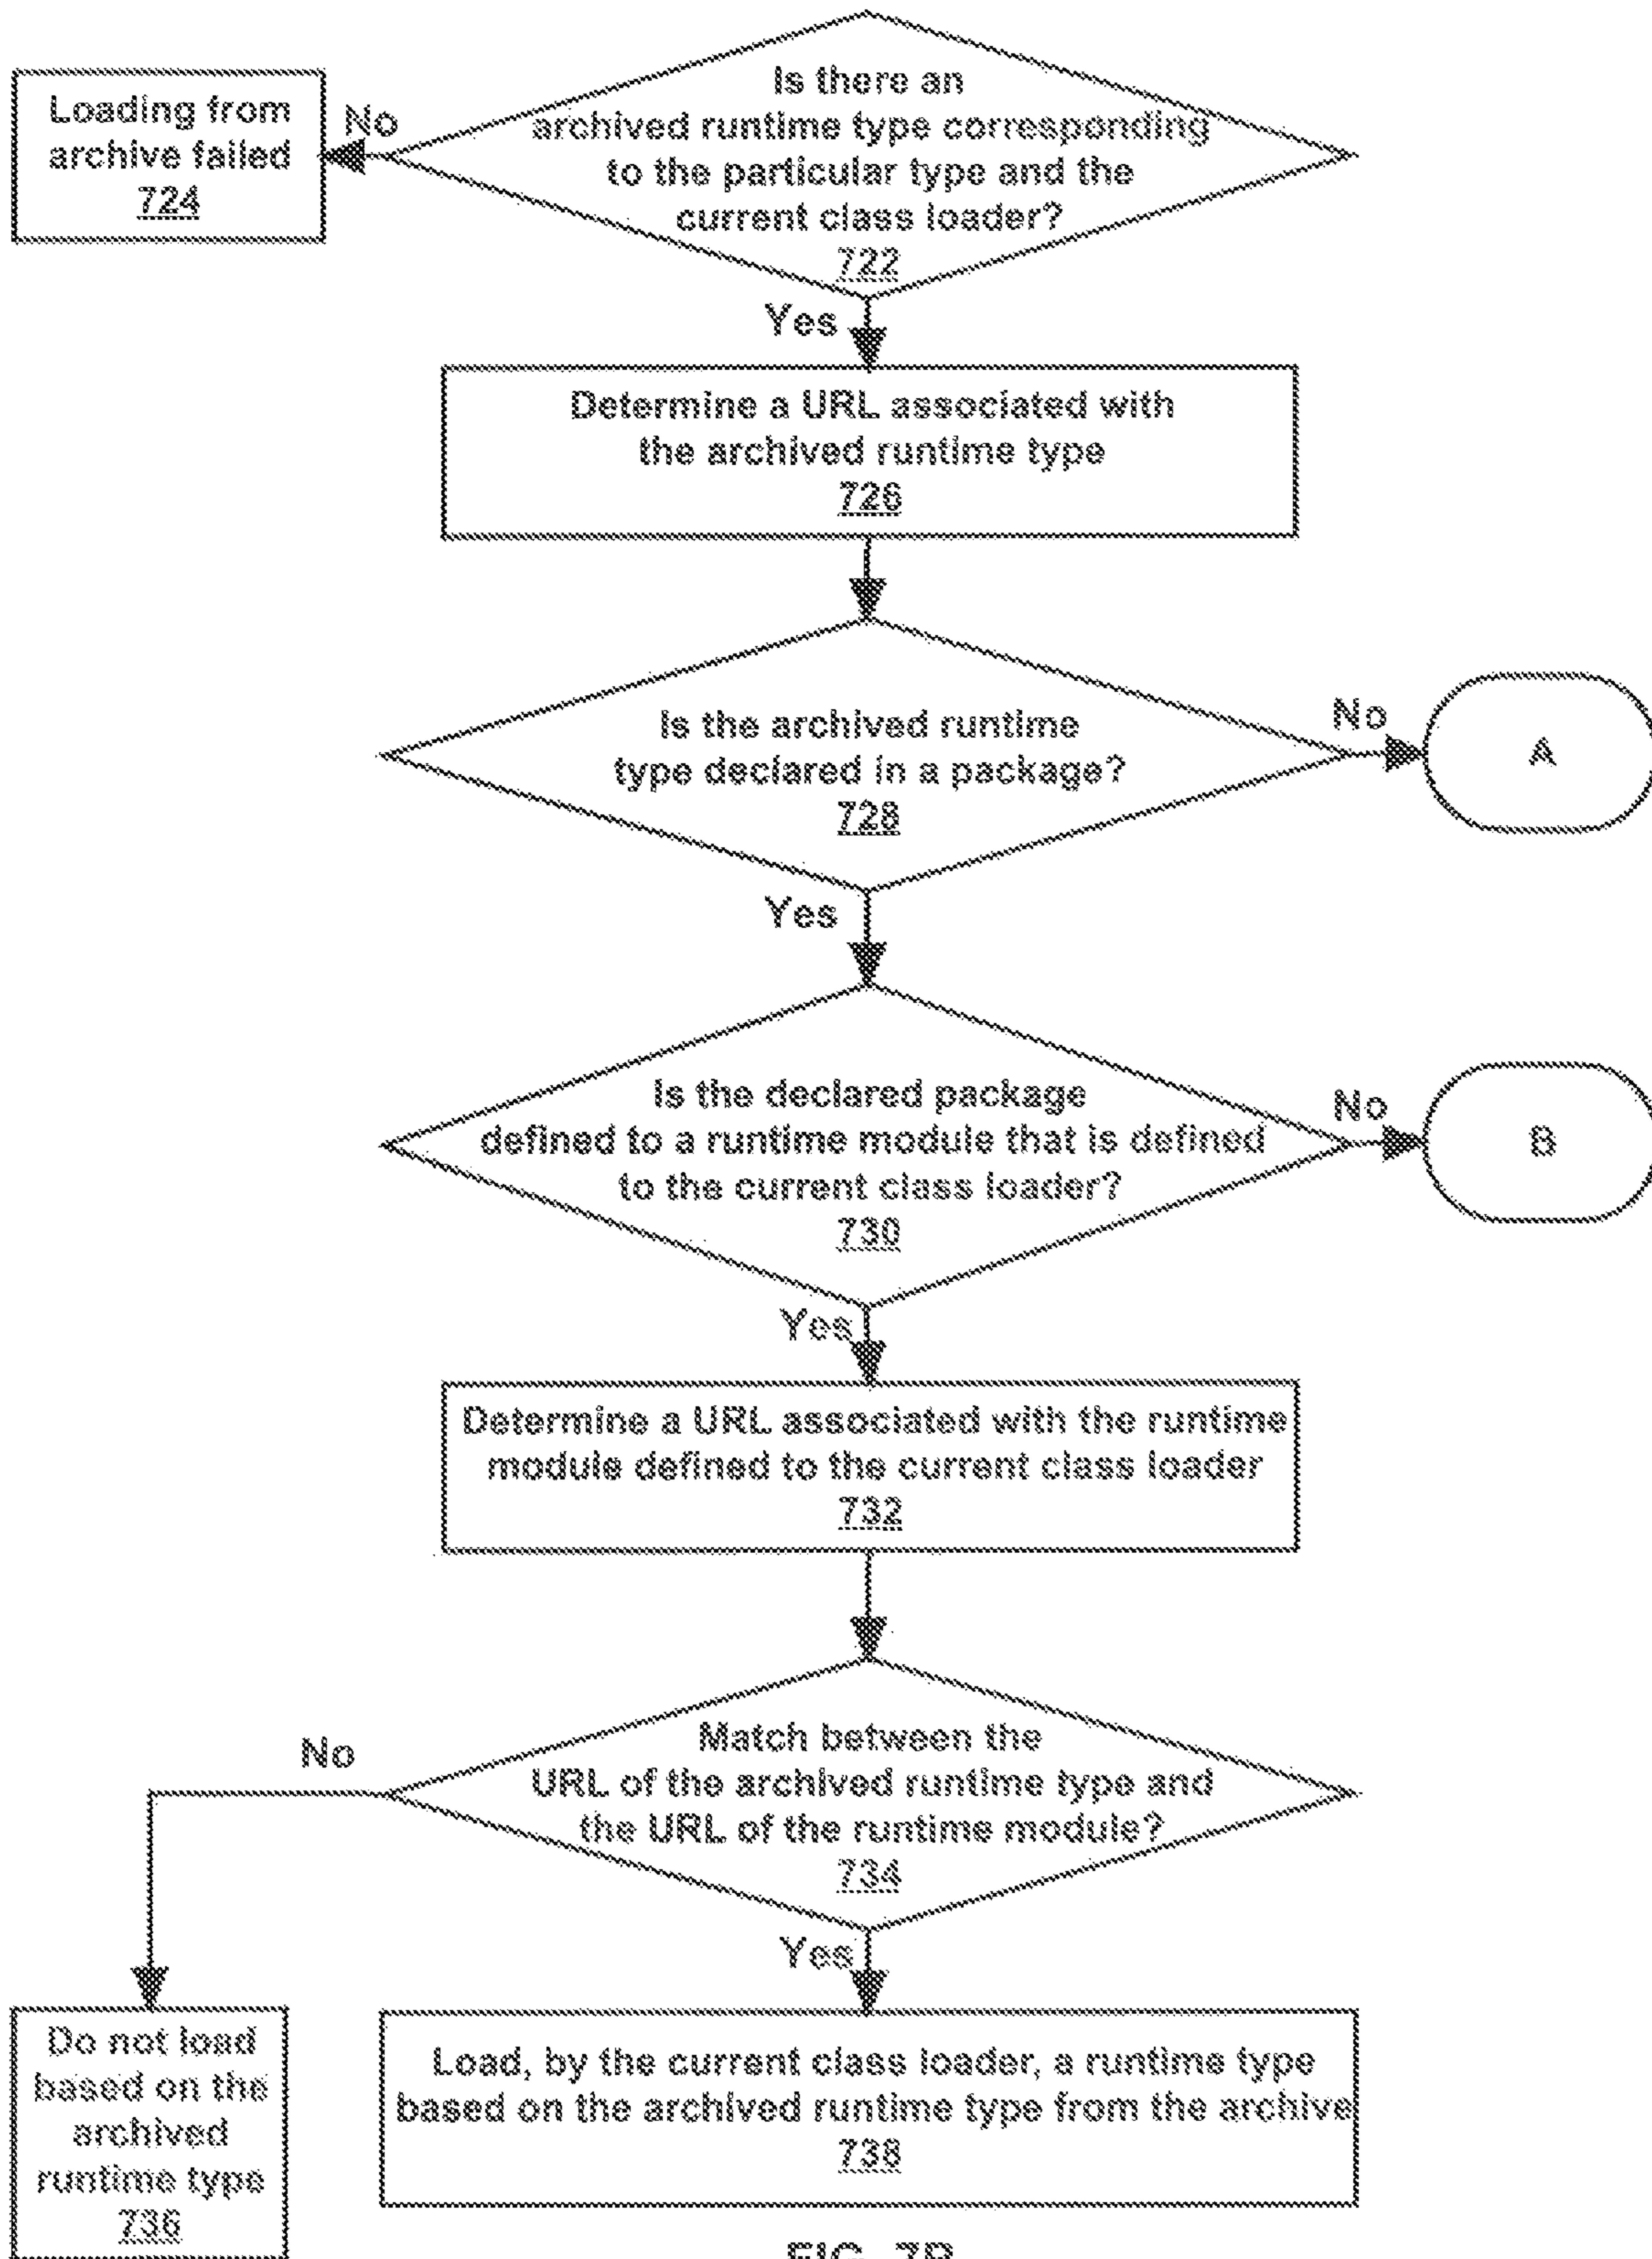 Is there an
archived runtime type corresponding
to the particular type and the
current class loader?
722
No
Loading from
archive failed
724
Yes
Determine a URL associated with
the archived runtime type
726
Is the archived runtime
type declared in a package?
728
No
A
Yes
Is the declared package
defined to a runtime module that is defined
to the current class loader?
730
No
B
Yes
Determine a URL associated with the runtime
module defined to the current class loader
732
Match between the
URL of the archived runtime type and
the URL of the runtime module?
734
No
Yes
Do not load
based on the
archived
runtime type
736
Load, by the current class loader, a runtime type
based on the archived runtime type from the archive
738
FIG. 7B